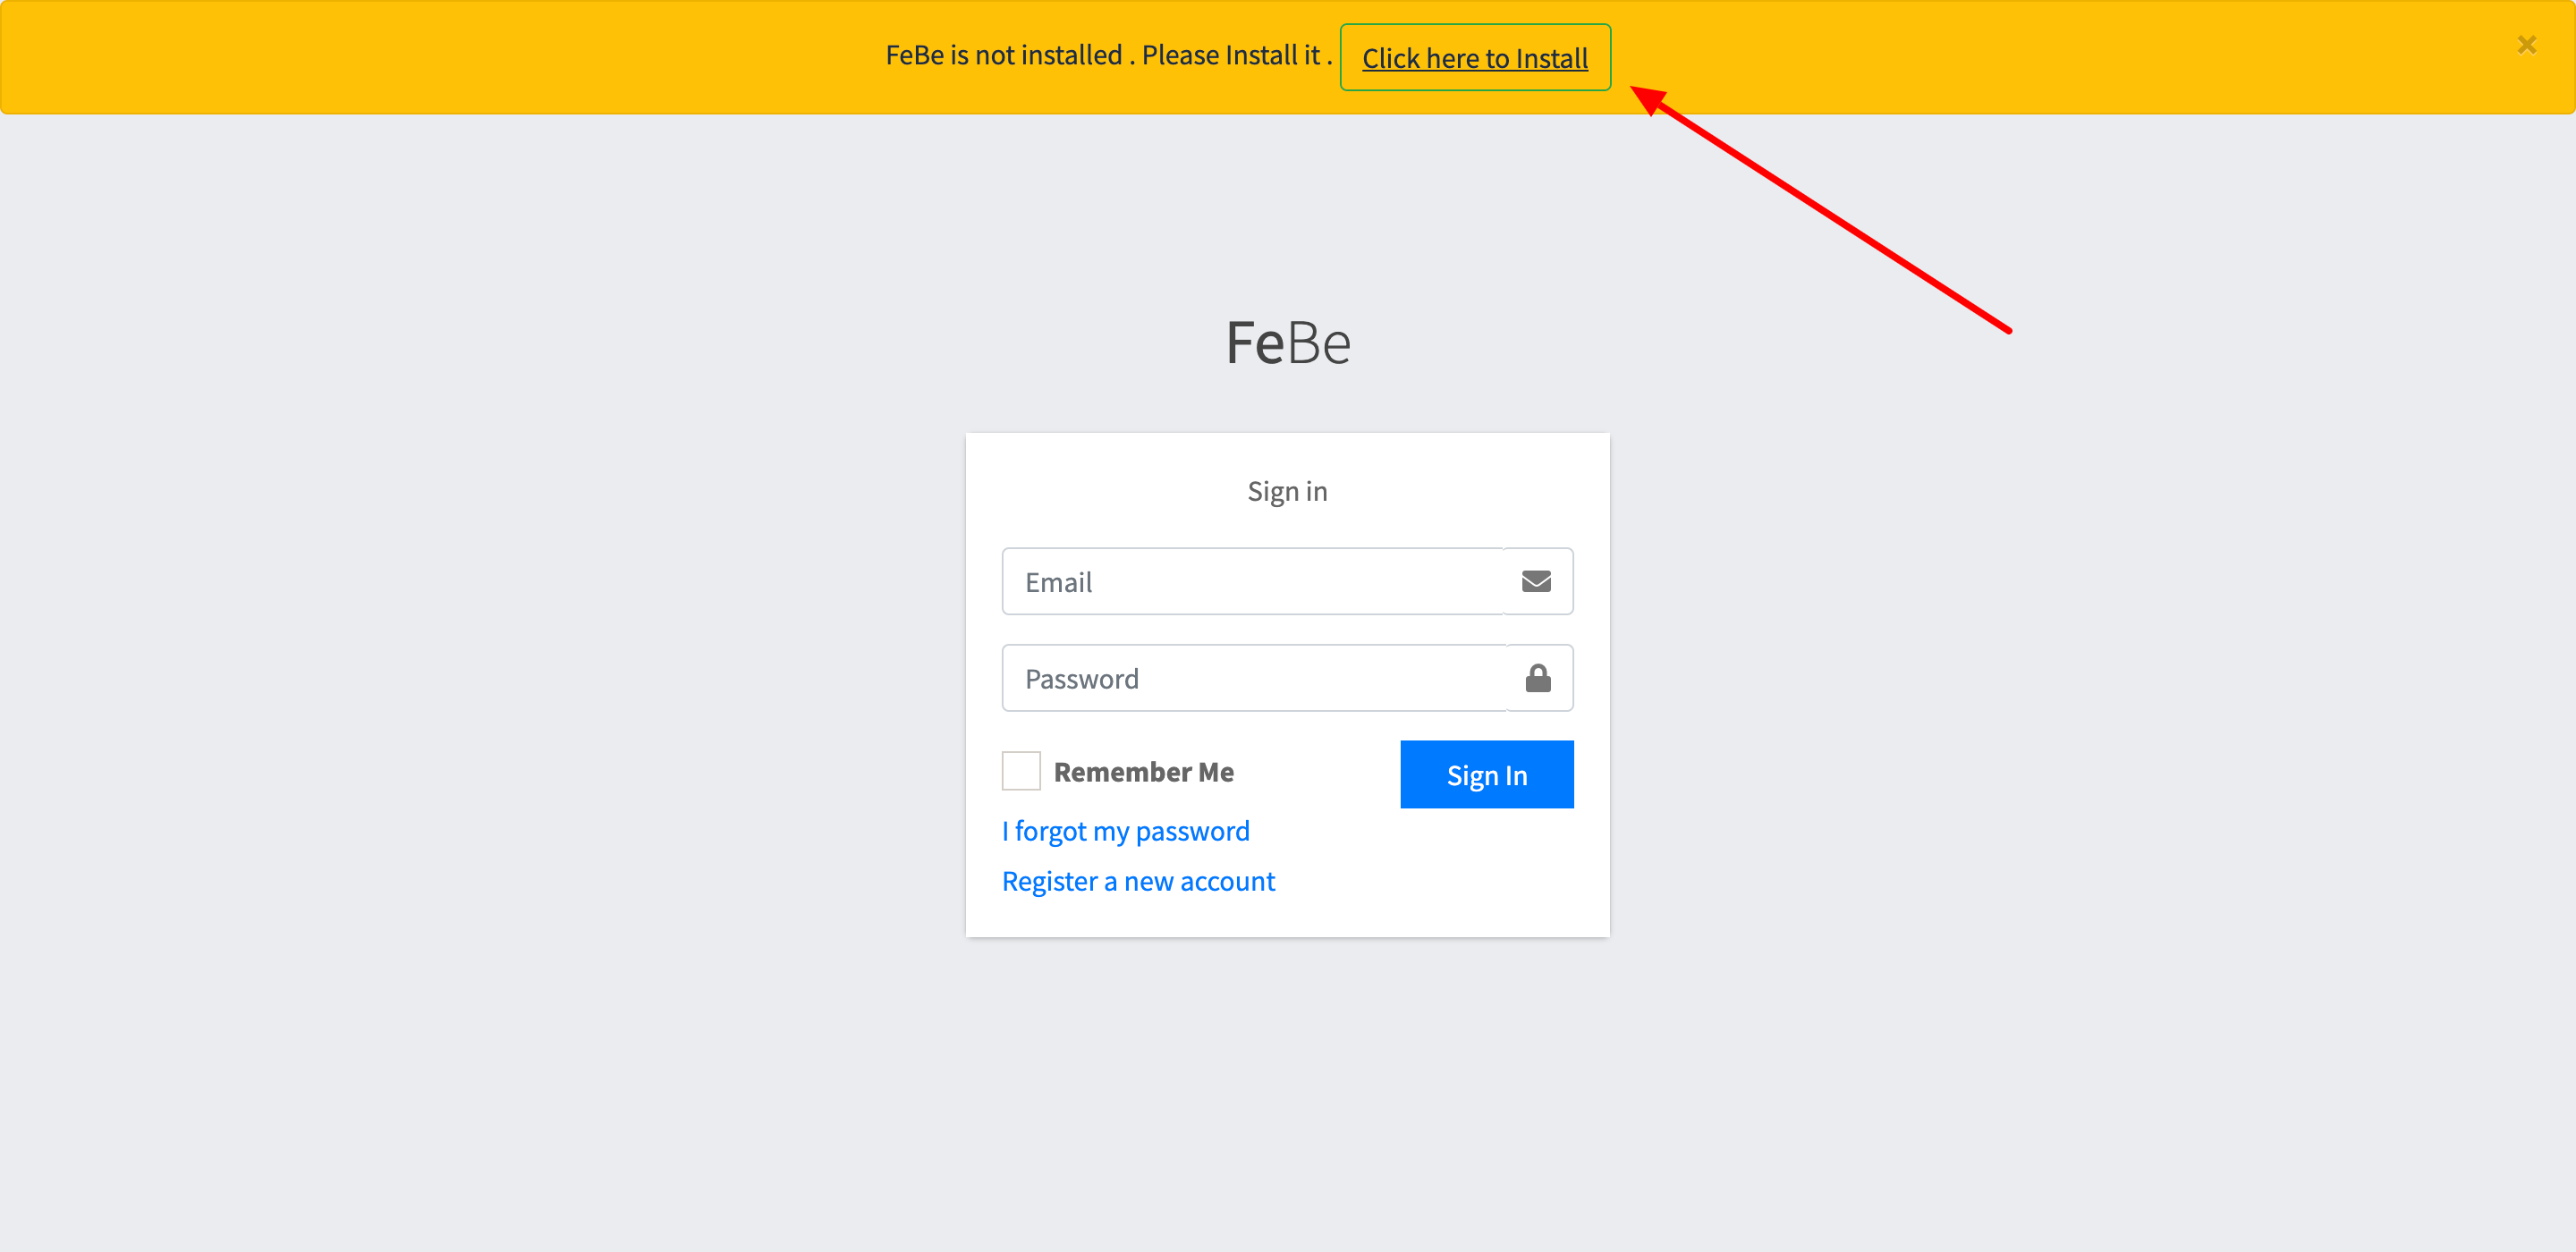 FeBe is not installed . Please Install it . Click here to Install ×
FeBe
Sign in
Email
Password
Remember Me
Sign In
I forgot my password
Register a new account